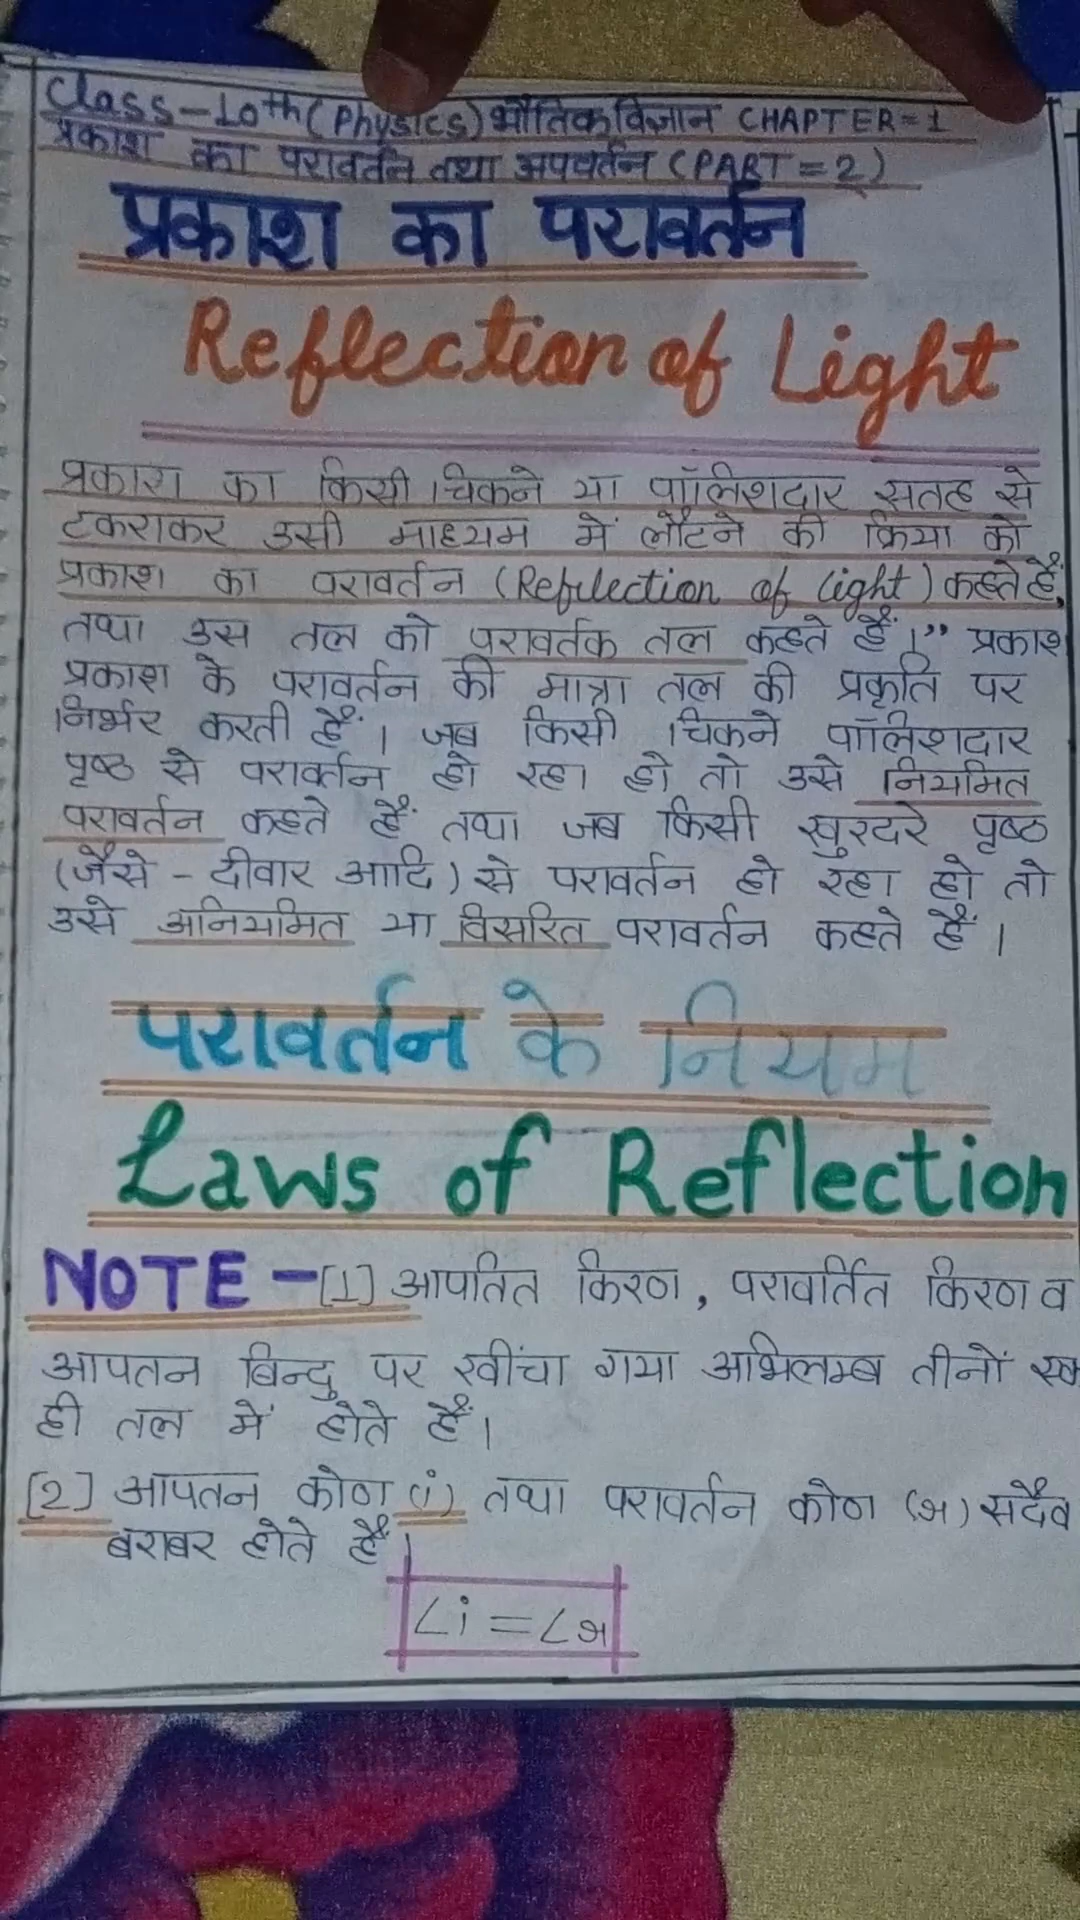 Class-10th (Physics) भौतिक विज्ञान CHAPTER=1
प्रकाश का परावर्तन तथा अपवर्तन (PART=2)
प्रकाश का परावर्तन
Reflection of Light
प्रकाश का किसी चिकने या पॉलिशदार सतह से
टकराकर उसी माध्यम में लौटने की क्रिया को
प्रकाश का परावर्तन (Refilection of light) कहते हैं,
तथा उस तल को परावर्तक तल कहते हैं।” प्रकाश
प्रकाश के परावर्तन की मात्रा तल की प्रकृति पर
निर्भर करती हैं। जब किसी चिकने पॉलिशदार
पृष्ठ से परावर्तन हो रहा हो तो उसे नियमित
परावर्तन कहते हैं तथा जब किसी खुरदरे पृष्ठ
(जैसे - दीवार आदि) से परावर्तन हो रहा हो तो
उसे अनियमित या विसरित परावर्तन कहते हैं।
परावर्तन के नियम
Laws of Reflection
NOTE -[1] आपतित किरण, परावर्तित किरण व
आपतन बिन्दु पर खींचा गया अभिलम्ब तीनों एक
ही तल में होते हैं।
[2] आपतन कोण (i) तथा परावर्तन कोण (r) सदैव
बराबर होते हैं।
∠i = ∠r